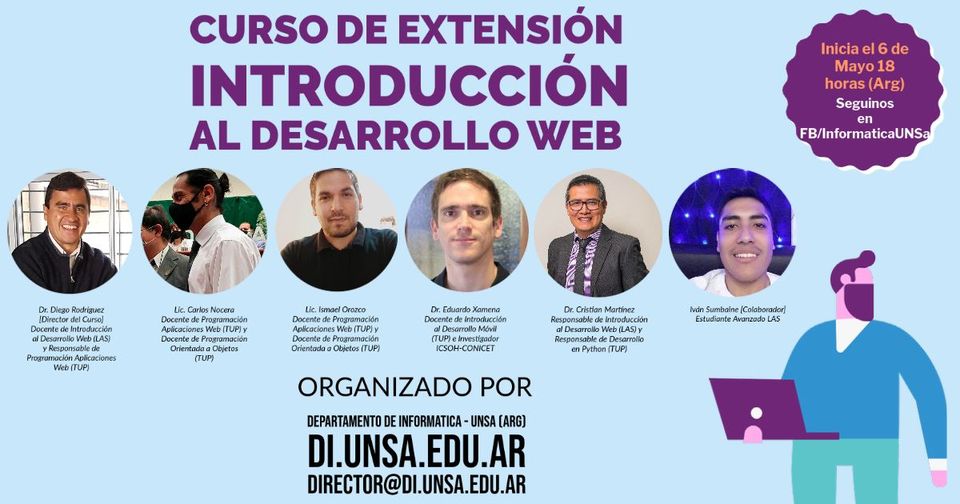 CURSO DE EXTENSIÓN
INTRODUCCIÓN
AL DESARROLLO WEB
Inicia el 6 de
Mayo 18
horas (Arg)
Seguinos
en
FB/InformaticaUNSa
Dr. Diego Rodríguez
[Director del Curso]
Docente de Introducción
al Desarrollo Web (LAS)
y Responsable de
Programación Aplicaciones
Web (TUP)
Lic. Carlos Nocera
Docente de Programación
Aplicaciones Web (TUP) y
Docente de Programación
Orientada a Objetos
(TUP)
Lic. Ismael Orozco
Docente de Programación
Aplicaciones Web (TUP) y
Docente de Programación
Orientada a Objetos (TUP)
Dr. Eduardo Xamena
Docente de Introducción
al Desarrollo Móvil
(TUP) e Investigador
ICSOH-CONICET
Dr. Cristian Martínez
Responsable de Introducción
al Desarrollo Web (LAS) y
Responsable de Desarrollo
en Python (TUP)
Iván Sumbaine [Colaborador]
Estudiante Avanzado LAS
ORGANIZADO POR
DEPARTAMENTO DE INFORMATICA - UNSA (ARG)
DI.UNSA.EDU.AR
DIRECTOR@DI.UNSA.EDU.AR